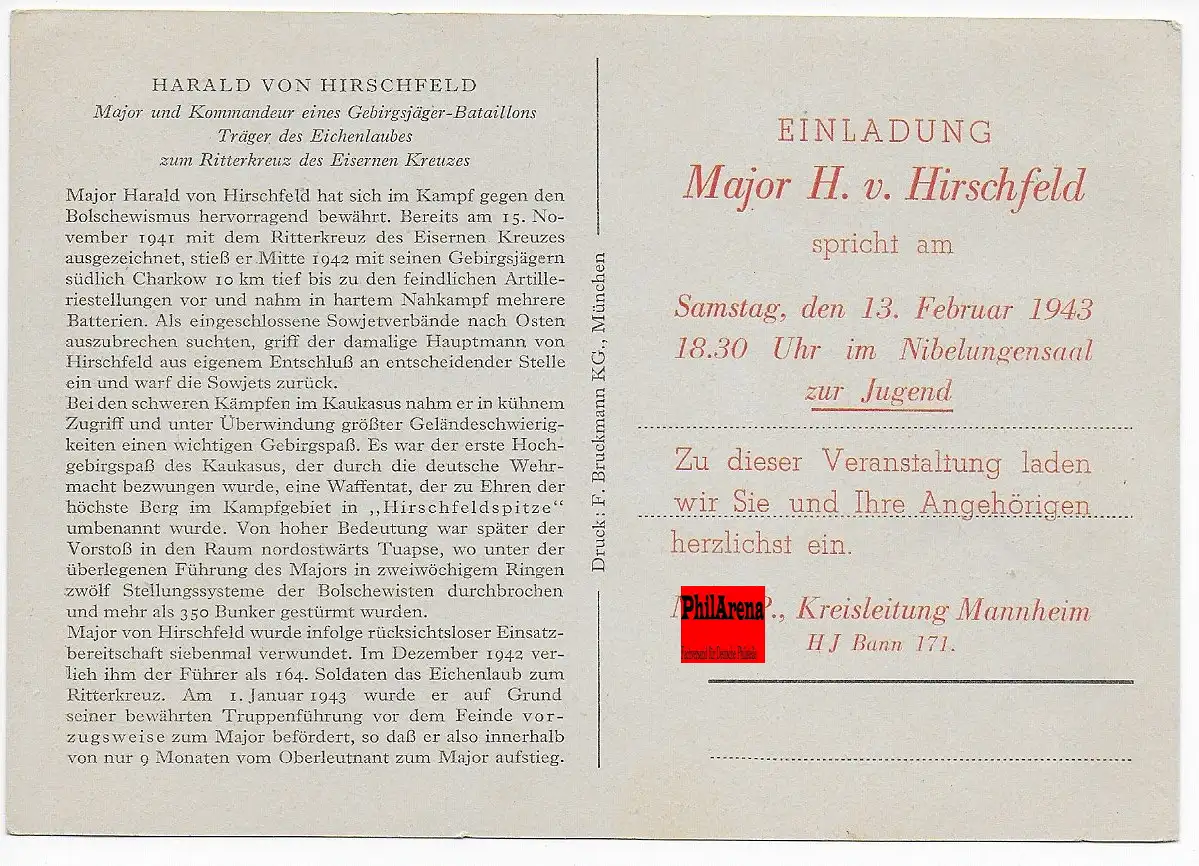 HARALD VON HIRSCHFELD
Major und Kommandeur eines Gebirgsjäger-Bataillons
Träger des Eichenlaubes
zum Ritterkreuz des Eisernen Kreuzes
Major Harald von Hirschfeld hat sich im Kampf gegen den
Bolschewismus hervorragend bewährt. Bereits am 15. No-
vember 1941 mit dem Ritterkreuz des Eisernen Kreuzes
ausgezeichnet, stieß er Mitte 1942 mit seinen Gebirgsjägern
südlich Charkow 10 km tief bis zu den feindlichen Artille-
riestellungen vor und nahm in hartem Nahkampf mehrere
Batterien. Als eingeschlossene Sowjetverbände nach Osten
auszubrechen suchten, griff der damalige Hauptmann von
Hirschfeld aus eigenem Entschluß an entscheidender Stelle
ein und warf die Sowjets zurück.
Bei den schweren Kämpfen im Kaukasus nahm er in kühnem
Zugriff und unter Überwindung größter Geländeschwierig-
keiten einen wichtigen Gebirgspaß. Es war der erste Hoch-
gebirgspaß des Kaukasus, der durch die deutsche Wehr-
macht bezwungen wurde, eine Waffentat, der zu Ehren der
höchste Berg im Kampfgebiet in „Hirschfeldspitze“
umbenannt wurde. Von hoher Bedeutung war später der
Vorstoß in den Raum nordostwärts Tuapse, wo unter der
überlegenen Führung des Majors in zweiwöchigem Ringen
zwölf Stellungssysteme der Bolschewisten durchbrochen
und mehr als 350 Bunker gestürmt wurden.
Major von Hirschfeld wurde infolge rücksichtsloser Einsatz-
bereitschaft siebenmal verwundet. Im Dezember 1942 ver-
lieh ihm der Führer als 164. Soldaten das Eichenlaub zum
Ritterkreuz. Am 1. Januar 1943 wurde er auf Grund
seiner bewährten Truppenführung vor dem Feinde vor-
zugsweise zum Major befördert, so daß er also innerhalb
von nur 9 Monaten vom Oberleutnant zum Major aufstieg.
Druck: F. Bruckmann KG., München
EINLADUNG
Major H. v. Hirschfeld
spricht am
Samstag, den 13. Februar 1943
18.30 Uhr im Nibelungensaal
zur Jugend
Zu dieser Veranstaltung laden
wir Sie und Ihre Angehörigen
herzlichst ein.
PhilArena
Kreisleitung Mannheim
HJ Bann 171.